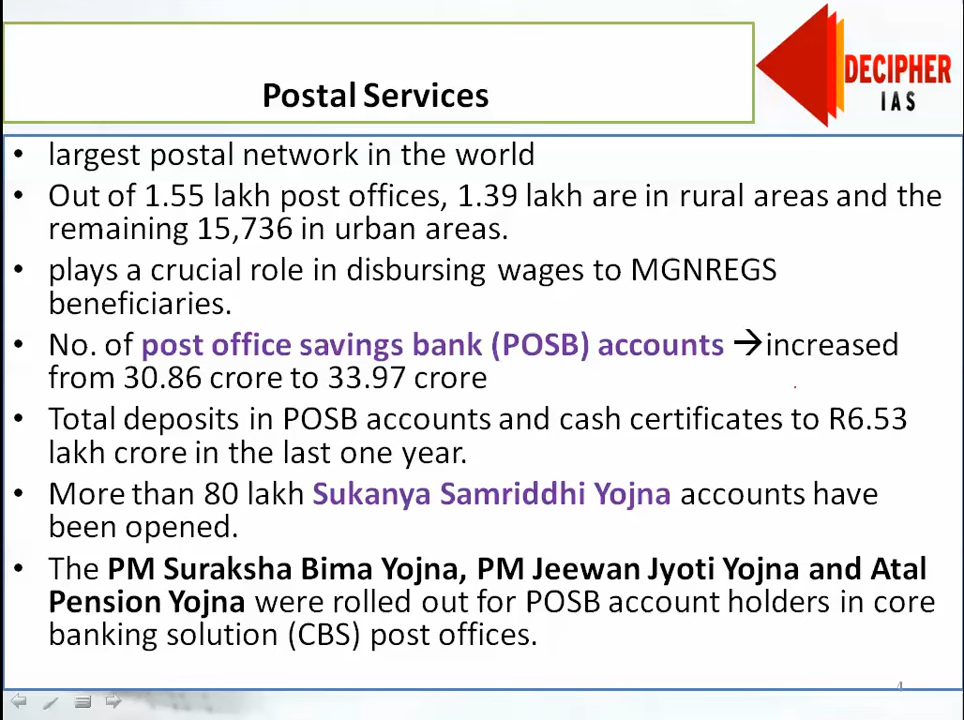 DECIPHER
IAS
Postal Services
• largest postal network in the world
• Out of 1.55 lakh post offices, 1.39 lakh are in rural areas and the
remaining 15,736 in urban areas.
• plays a crucial role in disbursing wages to MGNREGS
beneficiaries.
• No. of post office savings bank (POSB) accounts →increased
from 30.86 crore to 33.97 crore
• Total deposits in POSB accounts and cash certificates to R6.53
lakh crore in the last one year.
• More than 80 lakh Sukanya Samriddhi Yojna accounts have
been opened.
• The PM Suraksha Bima Yojna, PM Jeewan Jyoti Yojna and Atal
Pension Yojna were rolled out for POSB account holders in core
banking solution (CBS) post offices.
4